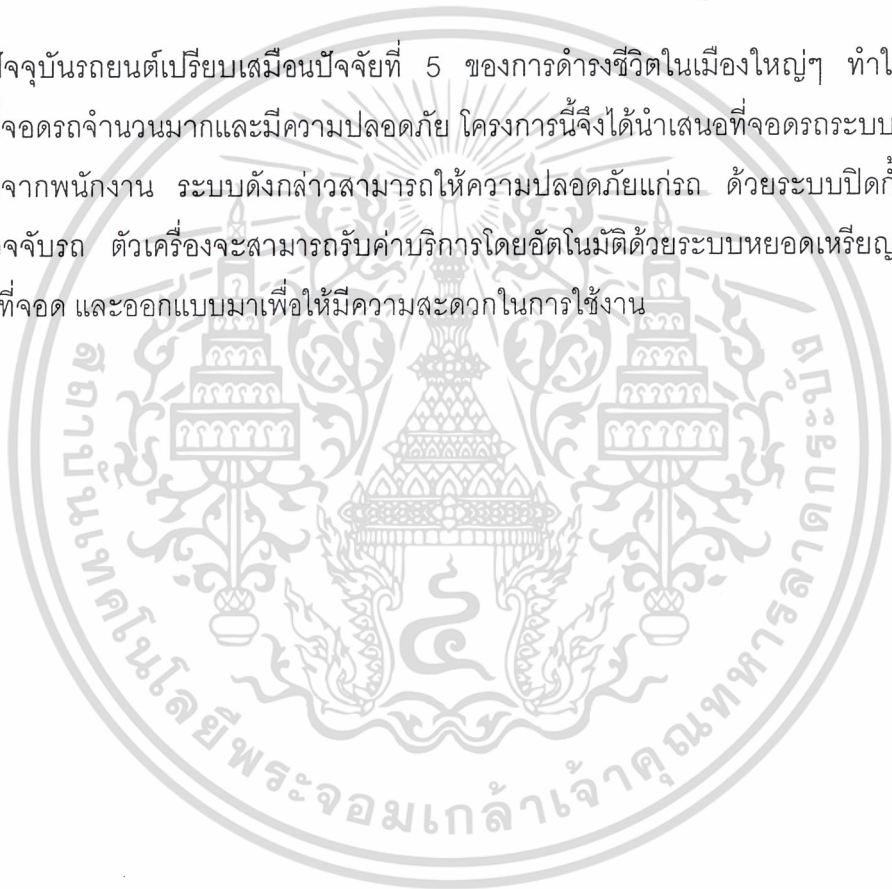 ปัจจุบันรถยนต์เปรียบเสมือนปัจจัยที่ 5 ของการดำรงชีวิตในเมืองใหญ่ๆ ทำใ
จอดรถจำนวนมากและมีความปลอดภัย โครงการนี้จึงได้นำเสนอที่จอดรถระบบ
จากพนักงาน ระบบดังกล่าวสามารถให้ความปลอดภัยแก่รถ ด้วยระบบปิดกั้
จจับรถ ตัวเครื่องจะสามารถรับค่าบริการโดยอัตโนมัติด้วยระบบหยอดเหรียญ
ที่จอด และออกแบบมาเพื่อให้มีความสะดวกในการใช้งาน
สถาบันเทคโนโลยีพระจอมเกล้าเจ้าคุณทหารลาดกระบัง